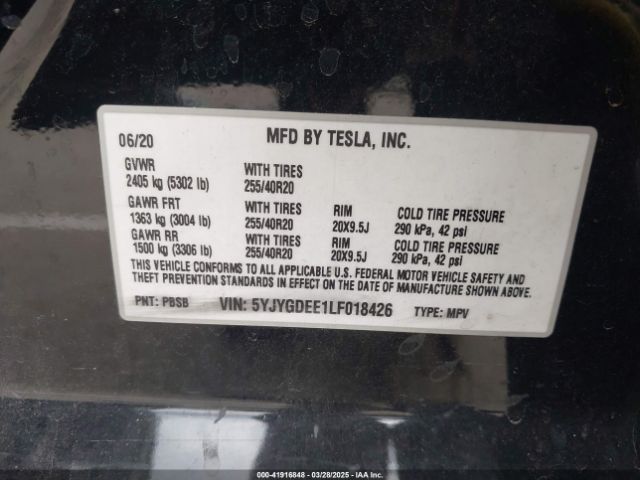 06/20 MFD BY TESLA, INC.
GVWR WITH TIRES
2405 kg (5302 lb) 255/40R20
GAWR FRT WITH TIRES RIM COLD TIRE PRESSURE
1363 kg (3004 lb) 255/40R20 20X9.5J 290 kPa, 42 psi
GAWR RR WITH TIRES RIM COLD TIRE PRESSURE
1500 kg (3306 lb) 255/40R20 20X9.5J 290 kPa, 42 psi
THIS VEHICLE CONFORMS TO ALL APPLICABLE U.S. FEDERAL MOTOR VEHICLE SAFETY AND
THEFT PREVENTION STANDARDS IN EFFECT ON THE DATE OF MANUFACTURE SHOWN ABOVE.
PNT: PBSB VIN: 5YJYGDEE1LF018426 TYPE: MPV
000-41916848 | 03/28/2025 | IAA Inc.